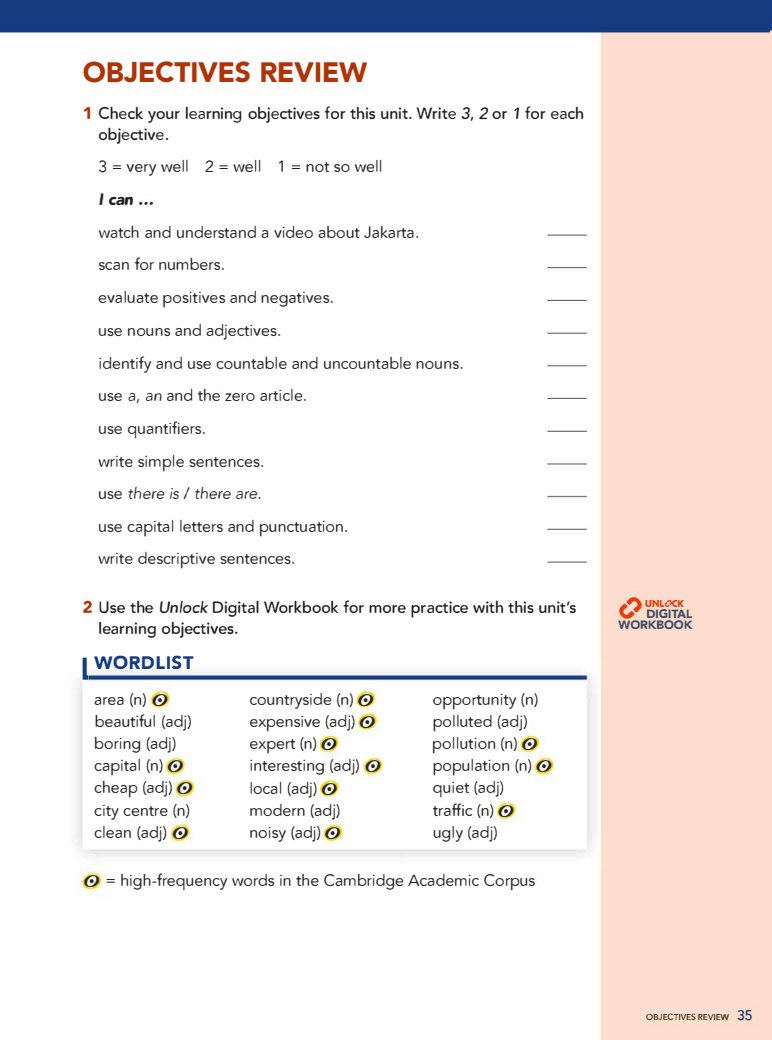 OBJECTIVES REVIEW
1 Check your learning objectives for this unit. Write 3, 2 or 1 for each
objective.
3 = very well 2 = well 1 = not so well
I can ...
watch and understand a video about Jakarta.
scan for numbers.
evaluate positives and negatives.
use nouns and adjectives.
identify and use countable and uncountable nouns.
use a, an and the zero article.
use quantifiers.
write simple sentences.
use there is / there are.
use capital letters and punctuation.
write descriptive sentences.
2 Use the Unlock Digital Workbook for more practice with this unit's
learning objectives.
UNLOCK
DIGITAL
WORKBOOK
WORDLIST
area (n)
beautiful (adj)
boring (adj)
capital (n)
cheap (adj)
city centre (n)
clean (adj)
countryside (n)
expensive (adj)
expert (n)
interesting (adj)
local (adj)
modern (adj)
noisy (adj)
opportunity (n)
polluted (adj)
pollution (n)
population (n)
quiet (adj)
traffic (n)
ugly (adj)
= high-frequency words in the Cambridge Academic Corpus
OBJECTIVES REVIEW 35